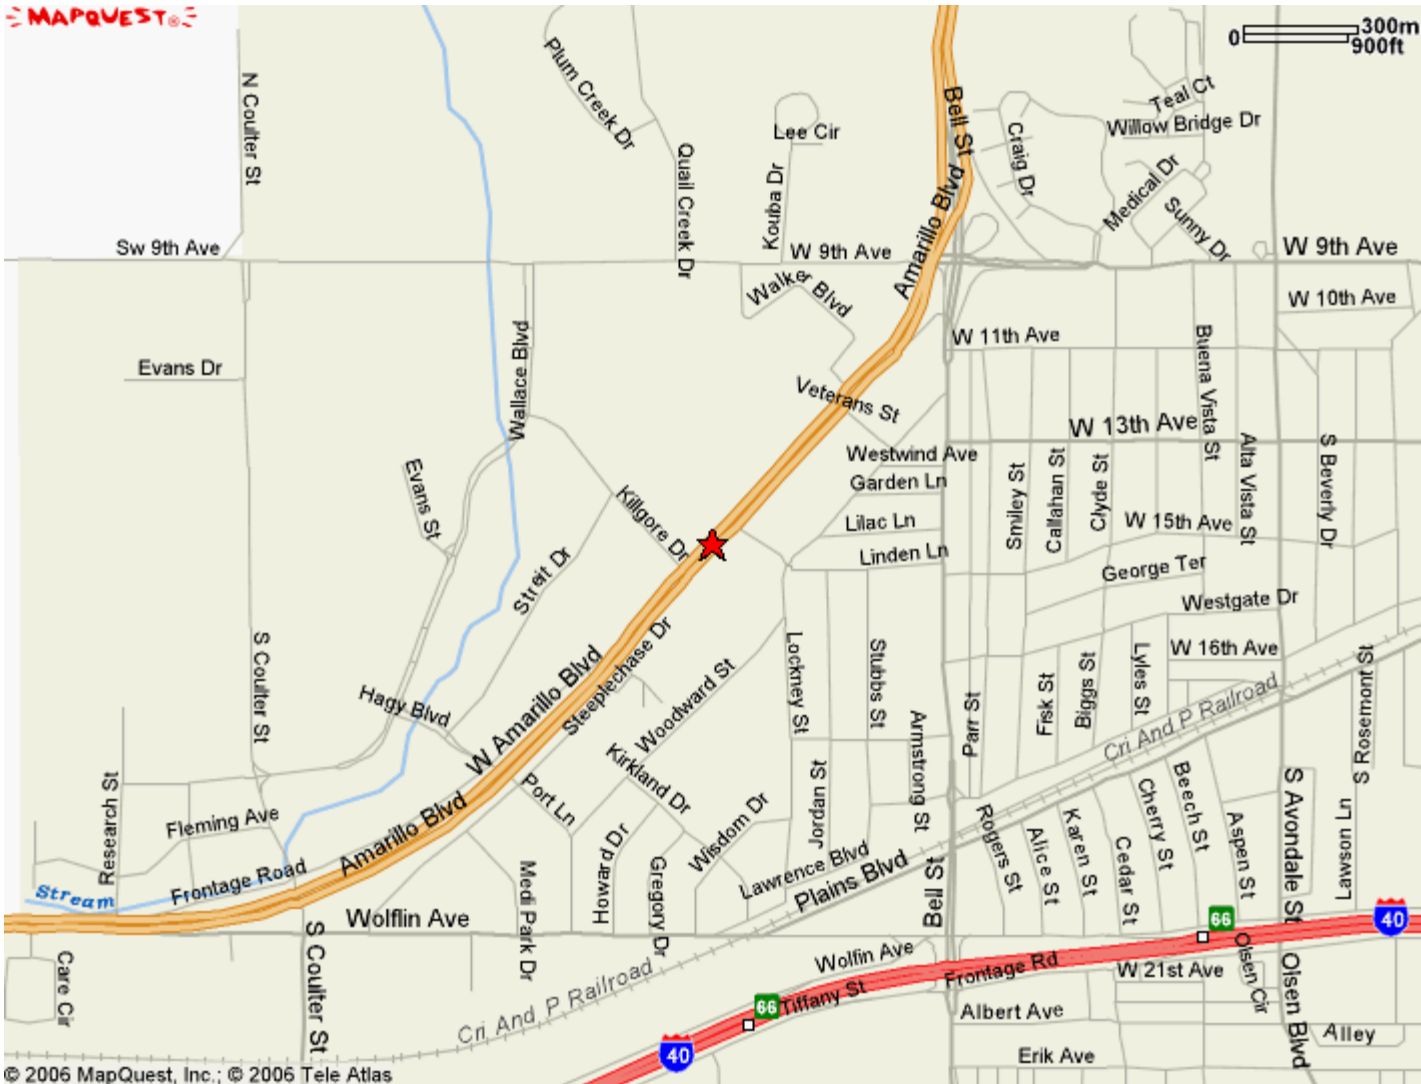 MAPQUEST®
0 300m
900ft
N Coulter St
Plum Creek Dr
Quail Creek Dr
Lee Cir
Kouba Dr
Bell St
Amarillo Blvd
Craig Dr
Teal Ct
Willow Bridge Dr
Medical Dr
Sunny Dr
Sw 9th Ave
W 9th Ave
W 9th Ave
Walker Blvd
W 10th Ave
W 11th Ave
Evans Dr
Wallace Blvd
Buena Vista St
Veterans St
W 13th Ave
Westwind Ave
Garden Ln
Evans St
Killgore Dr
Lilac Ln
Linden Ln
Smiley St
Callahan St
Clyde St
Alta Vista St
S Beverly Dr
W 15th Ave
George Ter
Westgate Dr
Streit Dr
S Coulter St
Hagy Blvd
W Amarillo Blvd
Steeplechase Dr
Woodward St
Lockney St
Stubbs St
W 16th Ave
Lyles St
Biggs St
Fisk St
Parr St
Armstrong St
Cri And P Railroad
S Rosemont St
Kirkland Dr
Port Ln
Research St
Fleming Ave
Amarillo Blvd
Jordan St
Wisdom Dr
Howard Dr
Gregory Dr
Medi Park Dr
Lawrence Blvd
Plains Blvd
Bell St
Rogers St
Alice St
Karen St
Cedar St
Cherry St
Beech St
Aspen St
S Avondale St
Lawson Ln
Frontage Road
Stream
Wolflin Ave
S Coulter St
Care Cir
Cri And P Railroad
Wolfin Ave
Frontage Rd
Tiffany St
66
66
40
40
W 21st Ave
Olsen Cir
Olsen Blvd
Albert Ave
Alley
Erik Ave
© 2006 MapQuest, Inc.; © 2006 Tele Atlas